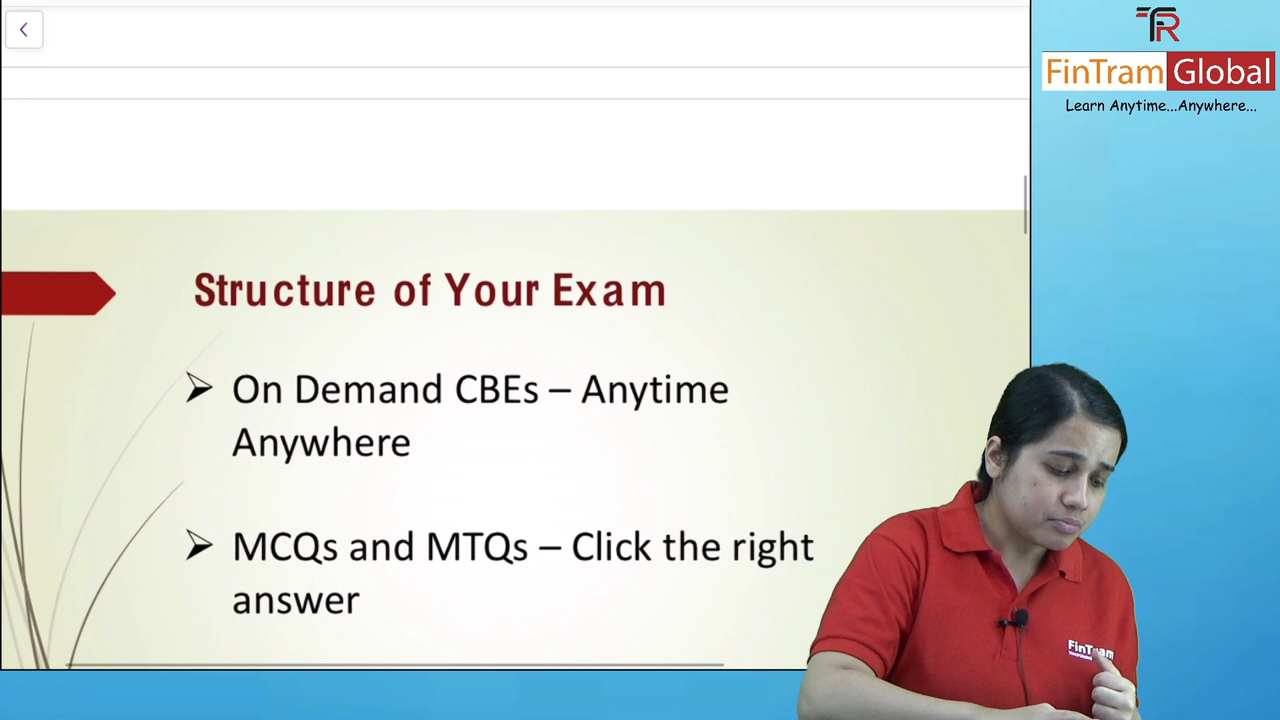 FinTram Global
Learn Anytime...Anywhere...
Structure of Your Exam
On Demand CBEs – Anytime
Anywhere
MCQs and MTQs – Click the right
answer
FinTram